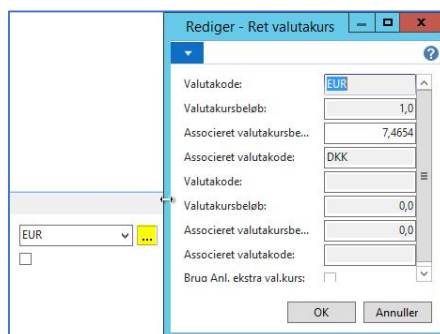 Rediger - Ret valutakurs
Valutakode: EUR
Valutakursbeløb: 1,0
Associeret valutakursbe... 7,4654
Associeret valutakode: DKK
Valutakode:
Valutakursbeløb: 0,0
Associeret valutakursbe... 0,0
Associeret valutakode:
Brug Anl. ekstra val.kurs:
EUR ...
OK Annuller